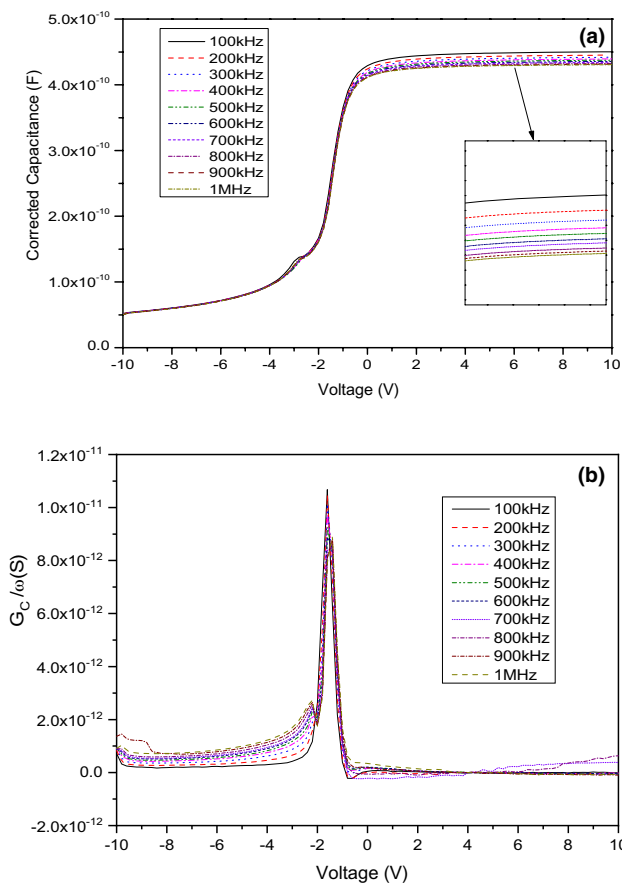 (a)
5.0x10-10
4.0x10-10
3.0x10-10
2.0x10-10
1.0x10-10
0.0
Corrected Capacitance (F)
100kHz
200kHz
300kHz
400kHz
500kHz
600kHz
700kHz
800kHz
900kHz
1MHz
-10 -8 -6 -4 -2 0 2 4 6 8 10
Voltage (V)
(b)
1.2x10-11
1.0x10-11
8.0x10-12
6.0x10-12
4.0x10-12
2.0x10-12
0.0
-2.0x10-12
GC/ω(S)
100kHz
200kHz
300kHz
400kHz
500kHz
600kHz
700kHz
800kHz
900kHz
1MHz
-10 -8 -6 -4 -2 0 2 4 6 8 10
Voltage (V)